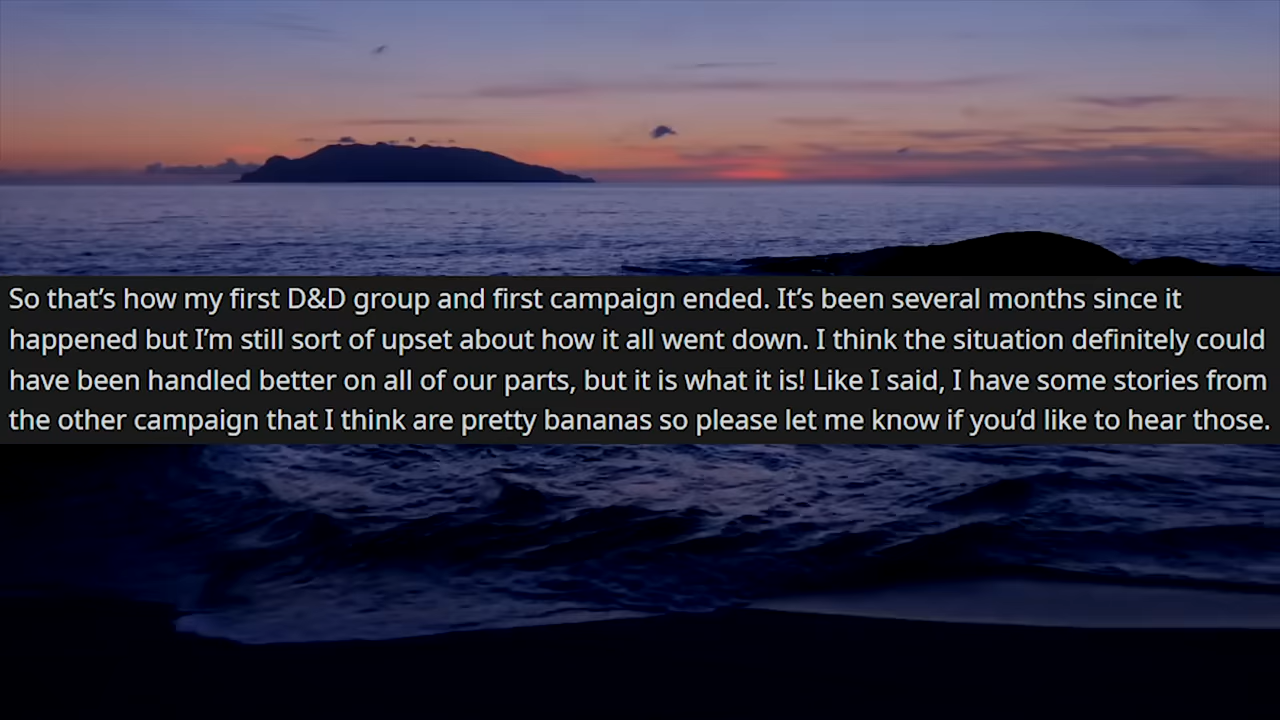 So that’s how my first D&D group and first campaign ended. It’s been several months since it
happened but I’m still sort of upset about how it all went down. I think the situation definitely could
have been handled better on all of our parts, but it is what it is! Like I said, I have some stories from
the other campaign that I think are pretty bananas so please let me know if you’d like to hear those.